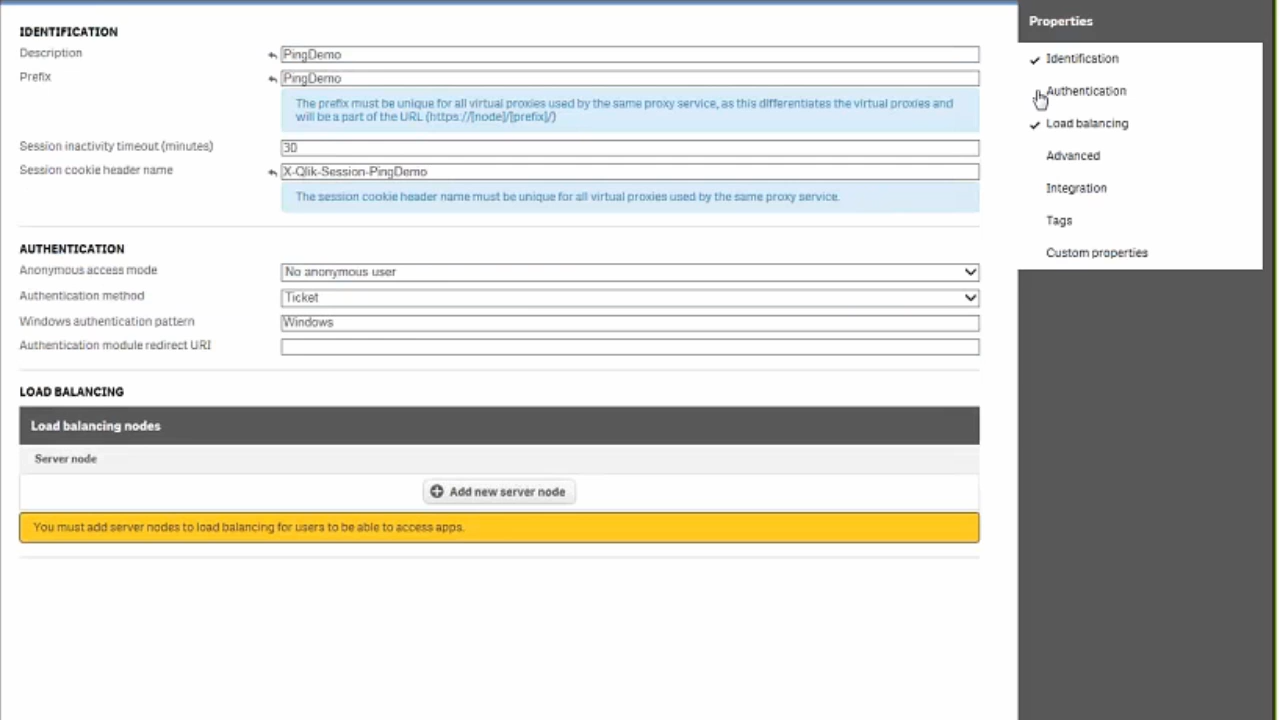 IDENTIFICATION
Description
PingDemo
Prefix
PingDemo
The prefix must be unique for all virtual proxies used by the same proxy service, as this differentiates the virtual proxies and
will be a part of the URL (https://[node]/[prefix]/)
Session inactivity timeout (minutes)
30
Session cookie header name
X-Qlik-Session-PingDemo
The session cookie header name must be unique for all virtual proxies used by the same proxy service.
AUTHENTICATION
Anonymous access mode
No anonymous user
Authentication method
Ticket
Windows authentication pattern
Windows
Authentication module redirect URI
LOAD BALANCING
Load balancing nodes
Server node
Add new server node
You must add server nodes to load balancing for users to be able to access apps.
Properties
Identification
Authentication
Load balancing
Advanced
Integration
Tags
Custom properties